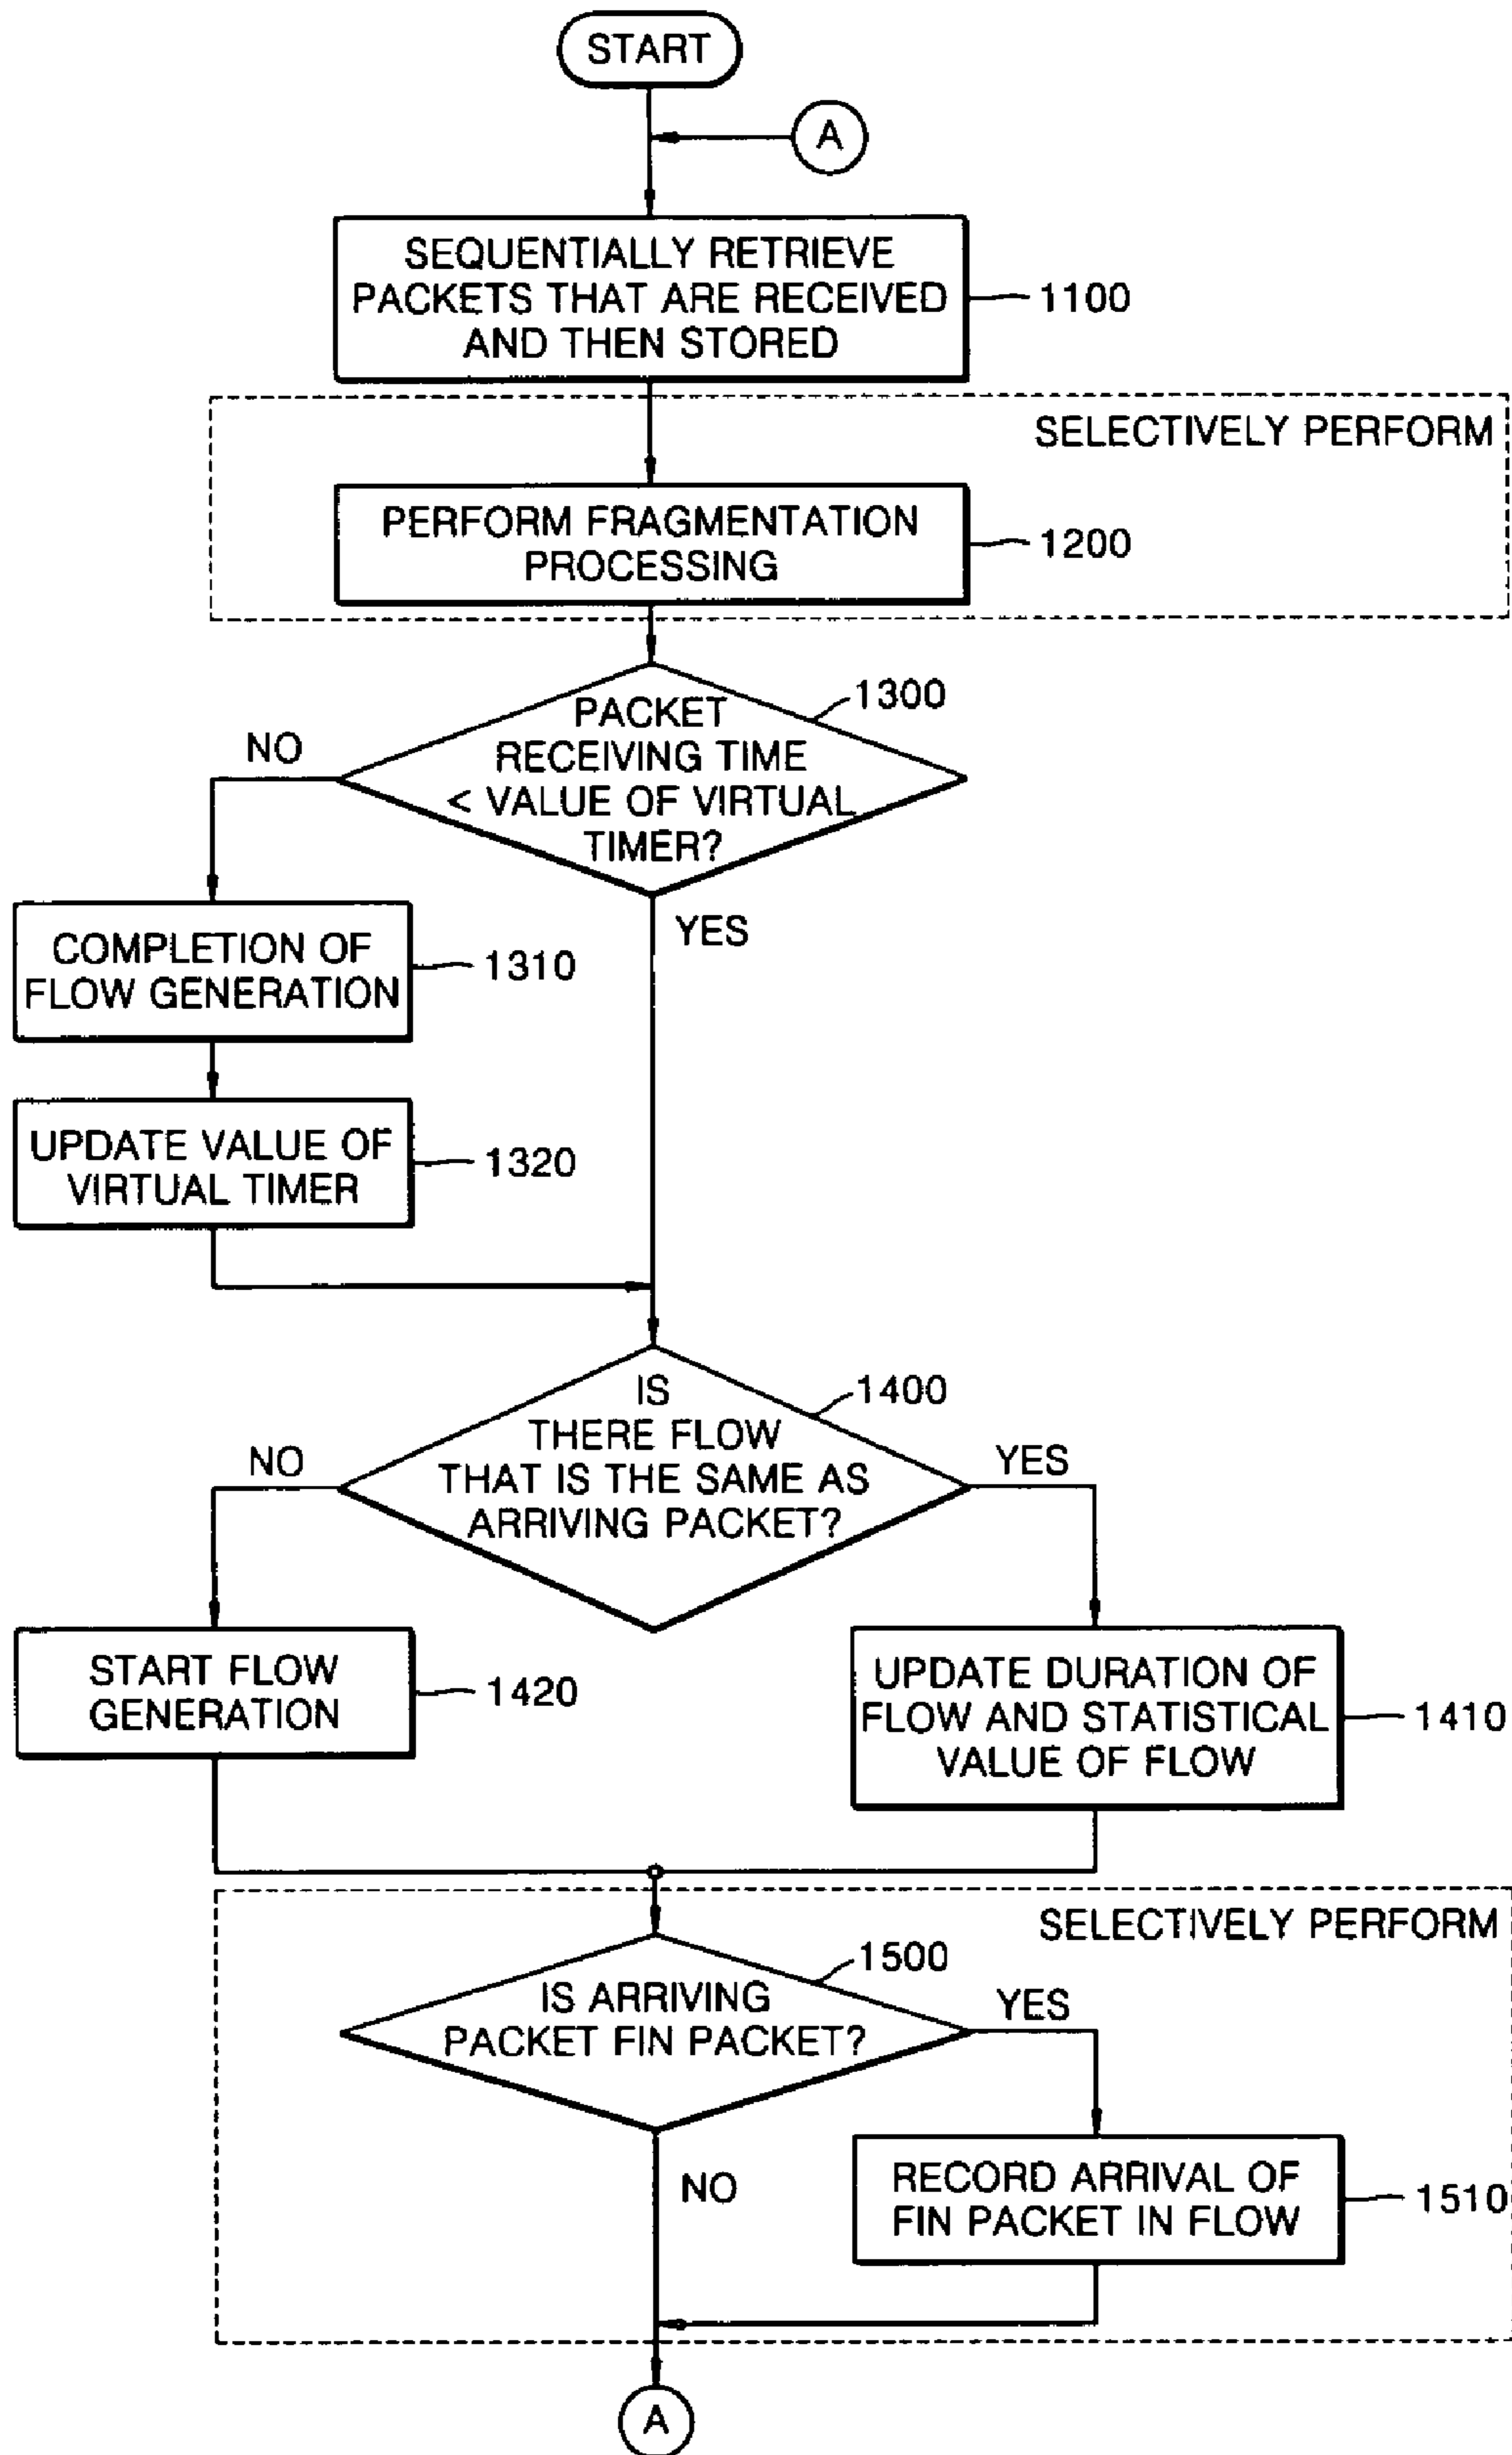 START
A
SEQUENTIALLY RETRIEVE
PACKETS THAT ARE RECEIVED
AND THEN STORED
1100
SELECTIVELY PERFORM
PERFORM FRAGMENTATION
PROCESSING
1200
1300
PACKET
RECEIVING TIME
< VALUE OF VIRTUAL
TIMER?
NO
YES
COMPLETION OF
FLOW GENERATION
1310
UPDATE VALUE OF
VIRTUAL TIMER
1320
1400
IS
THERE FLOW
THAT IS THE SAME AS
ARRIVING PACKET?
NO
YES
START FLOW
GENERATION
1420
UPDATE DURATION OF
FLOW AND STATISTICAL
VALUE OF FLOW
1410
SELECTIVELY PERFORM
1500
IS ARRIVING
PACKET FIN PACKET?
YES
NO
RECORD ARRIVAL OF
FIN PACKET IN FLOW
1510
A